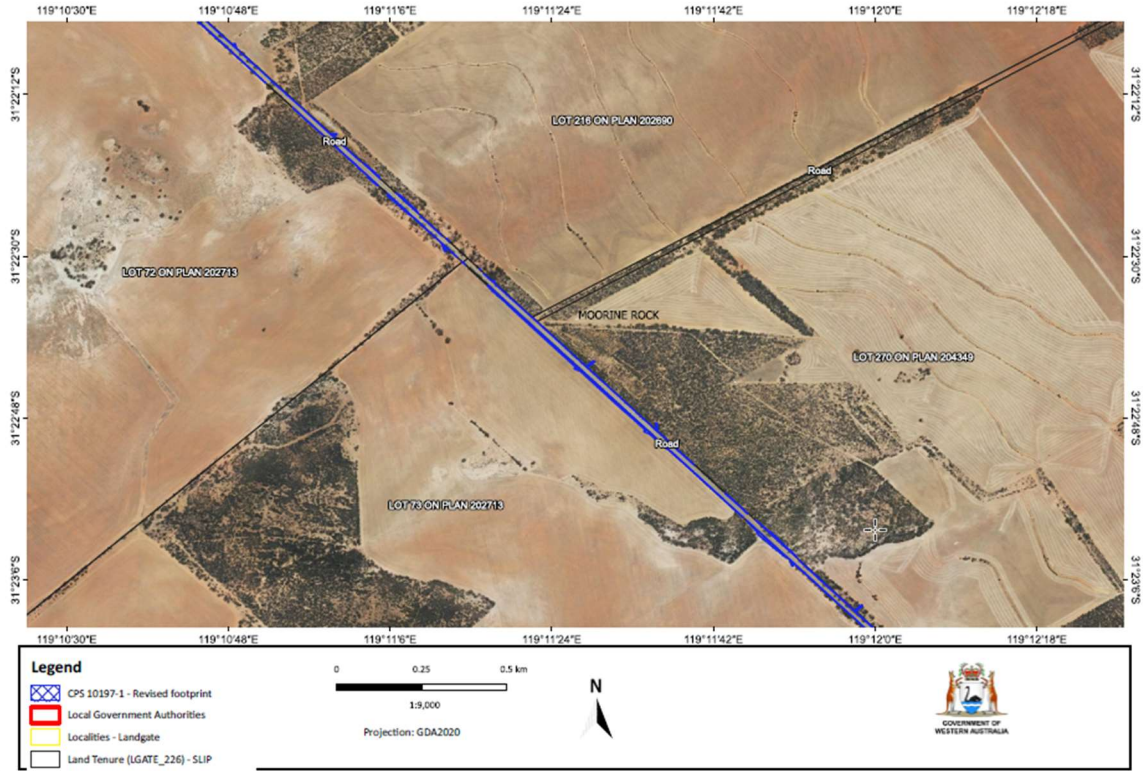 119°10'30"E 119°10'48"E 119°11'6"E 119°11'24"E 119°11'42"E 119°12'0"E 119°12'18"E
31°22'12"S
31°22'12"S
LOT 216 ON PLAN 202690
Road
Road
31°22'30"S
31°22'30"S
LOT 72 ON PLAN 202713
MOORINE ROCK
LOT 270 ON PLAN 204349
31°22'48"S
31°22'48"S
Road
LOT 73 ON PLAN 202713
31°23'6"S
31°23'6"S
119°10'30"E 119°10'48"E 119°11'6"E 119°11'24"E 119°11'42"E 119°12'0"E 119°12'18"E
Legend
CPS 10197-1 - Revised footprint
Local Government Authorities
Localities - Landgate
Land Tenure (LGATE_226) - SLIP
0 0.25 0.5 km
1:9,000
Projection: GDA2020
N
GOVERNMENT OF
WESTERN AUSTRALIA